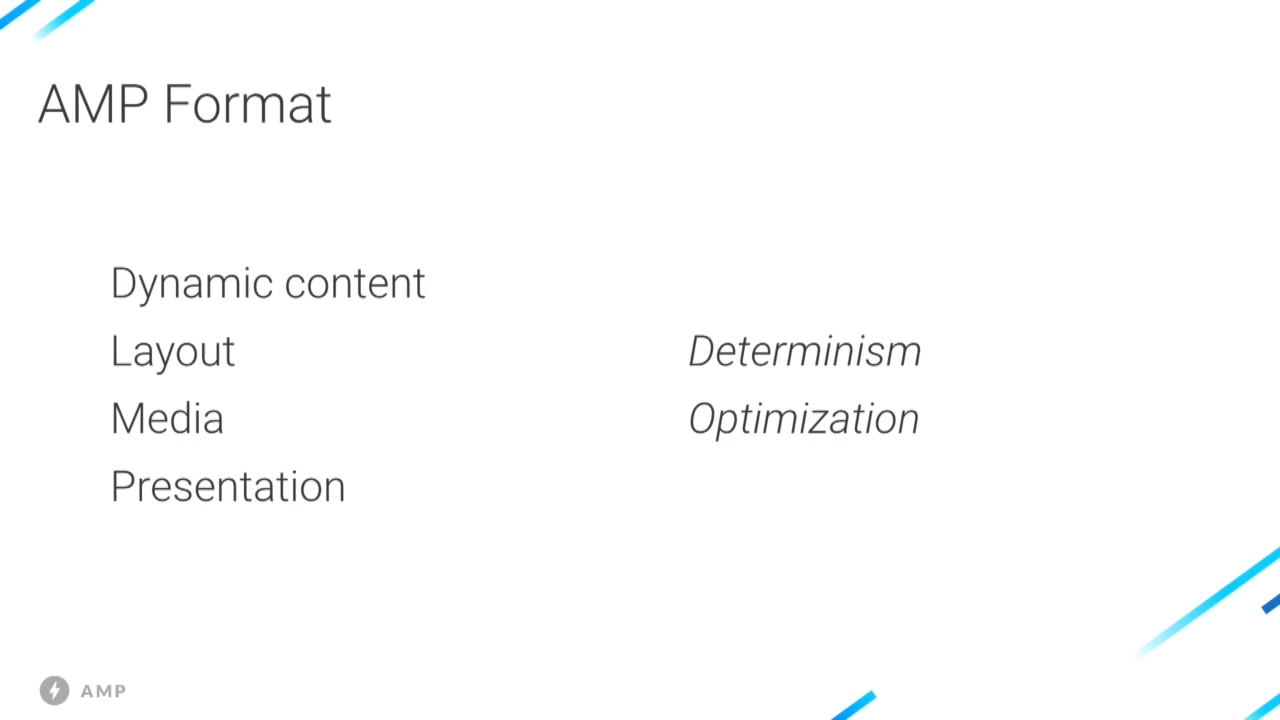 AMP Format
Dynamic content
Layout
Determinism
Media
Optimization
Presentation
AMP